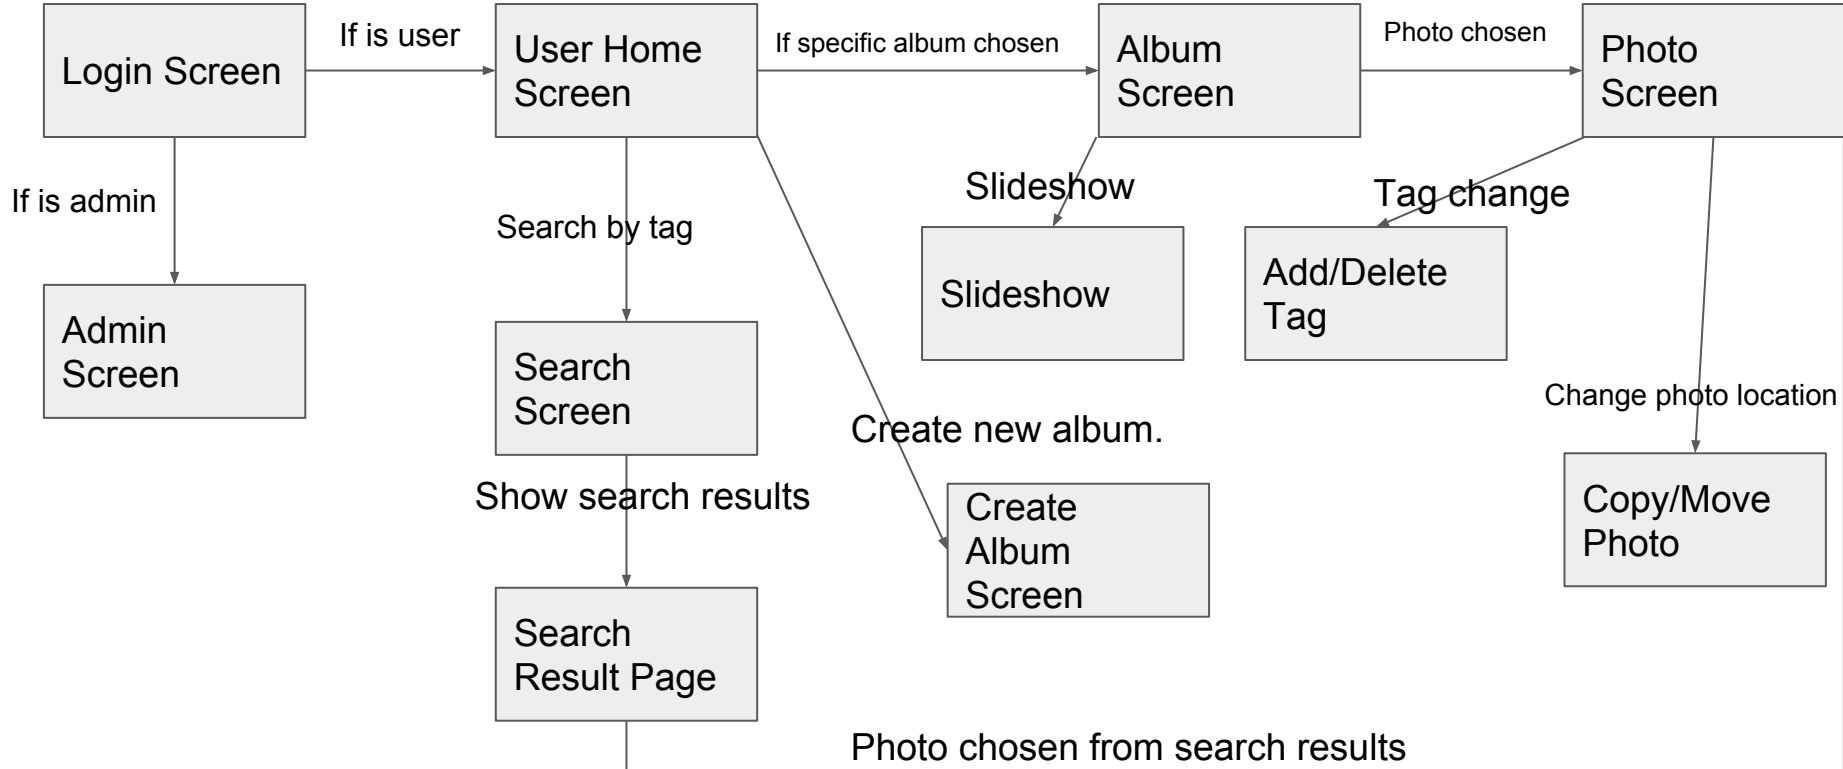 Login Screen
If is user
User Home
Screen
If specific album chosen
Album
Screen
Photo chosen
Photo
Screen
If is admin
Search by tag
Slideshow
Tag change
Admin
Screen
Search
Screen
Slideshow
Add/Delete
Tag
Change photo location
Create new album.
Show search results
Create
Album
Screen
Copy/Move
Photo
Search
Result Page
Photo chosen from search results